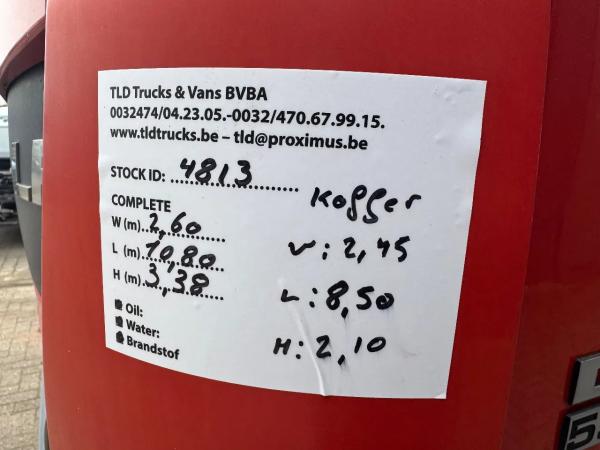 TLD Trucks & Vans BVBA
0032474/04.23.05.-0032/470.67.99.15.
www.tldtrucks.be – tld@proximus.be
STOCK ID: 4813
COMPLETE
W (m) 2,60
L (m) 10,80
H (m) 3,38
Oil:
Water:
Brandstof
Koffer
v: 2,45
L: 8,50
H: 2,10